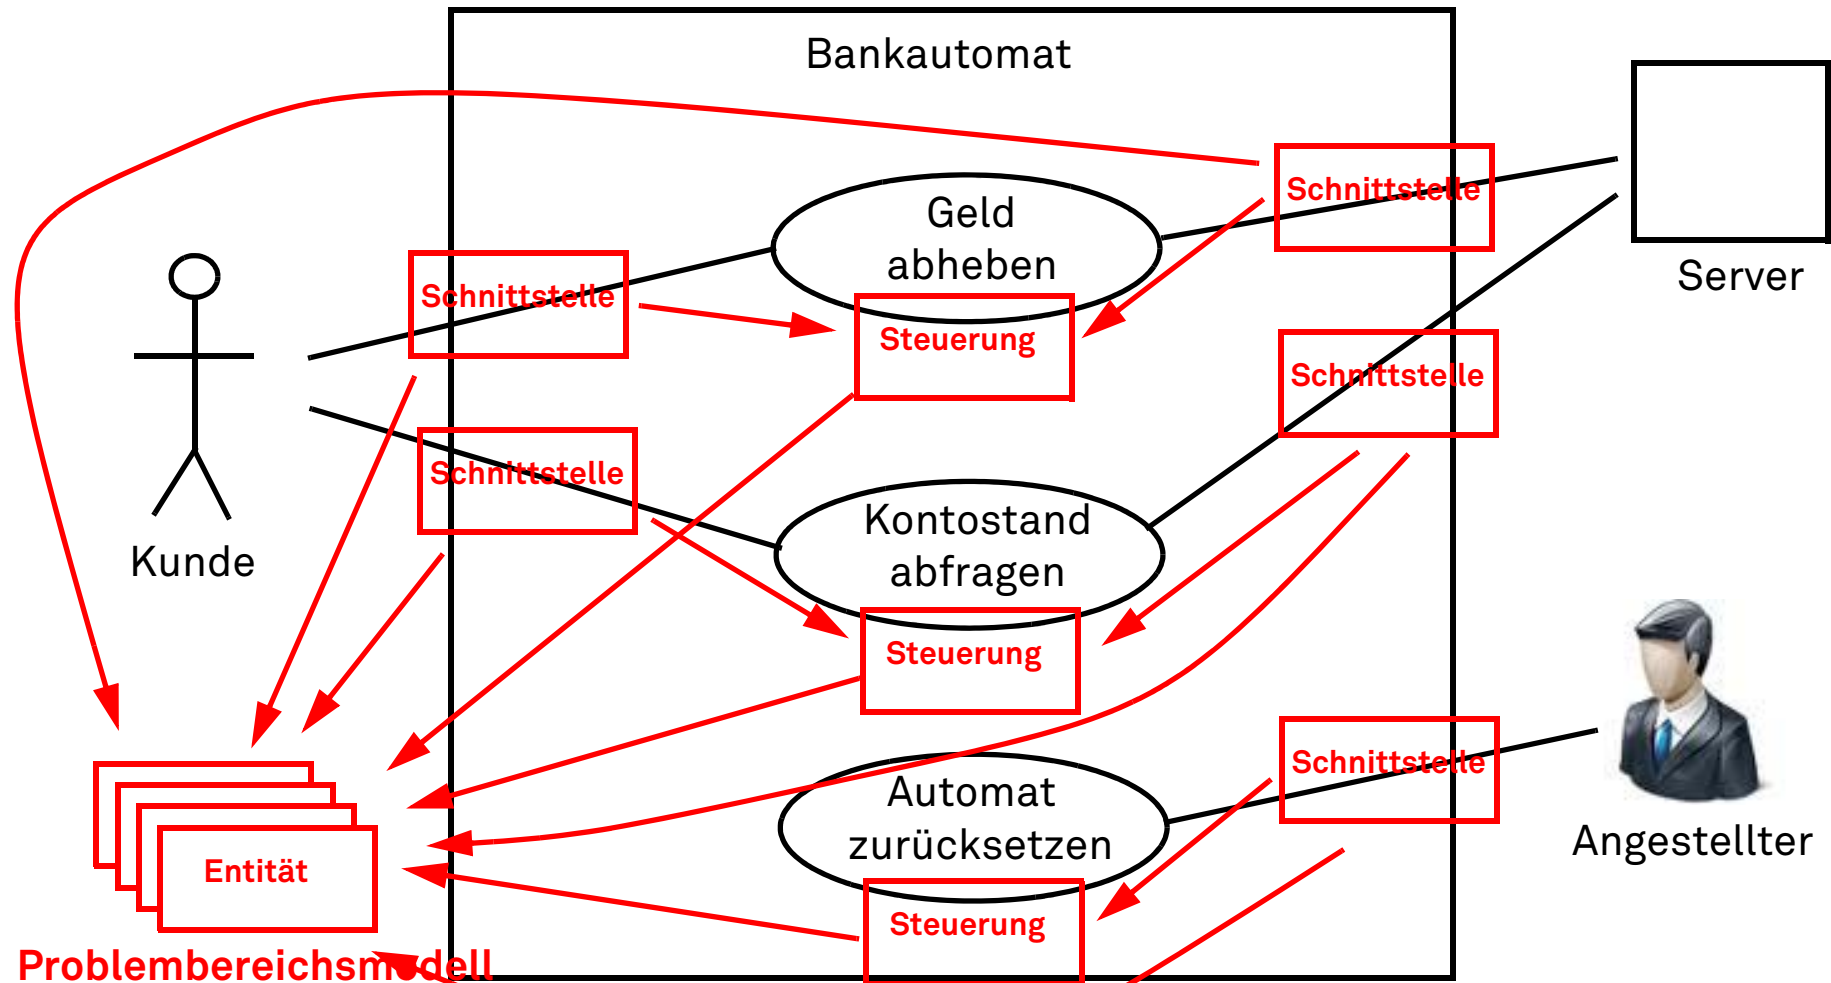 Bankautomat
Schnittstelle
Geld
abheben
Server
Schnittstelle
Steuerung
Schnittstelle
Schnittstelle
Kontostand
abfragen
Kunde
Steuerung
Schnittstelle
Automat
zurücksetzen
Angestellter
Entität
Steuerung
Problembereichsmodell